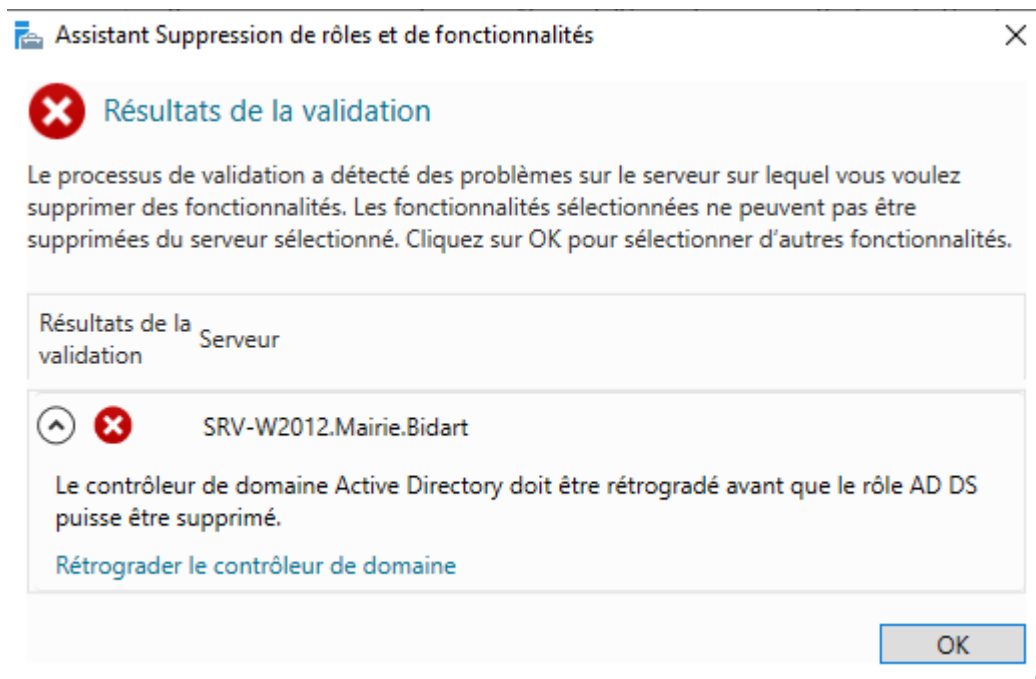 Assistant Suppression de rôles et de fonctionnalités
Résultats de la validation
Le processus de validation a détecté des problèmes sur le serveur sur lequel vous voulez
supprimer des fonctionnalités. Les fonctionnalités sélectionnées ne peuvent pas être
supprimées du serveur sélectionné. Cliquez sur OK pour sélectionner d’autres fonctionnalités.
Résultats de la
validation
Serveur
SRV-W2012.Mairie.Bidart
Le contrôleur de domaine Active Directory doit être rétrogradé avant que le rôle AD DS
puisse être supprimé.
Rétrograder le contrôleur de domaine
OK